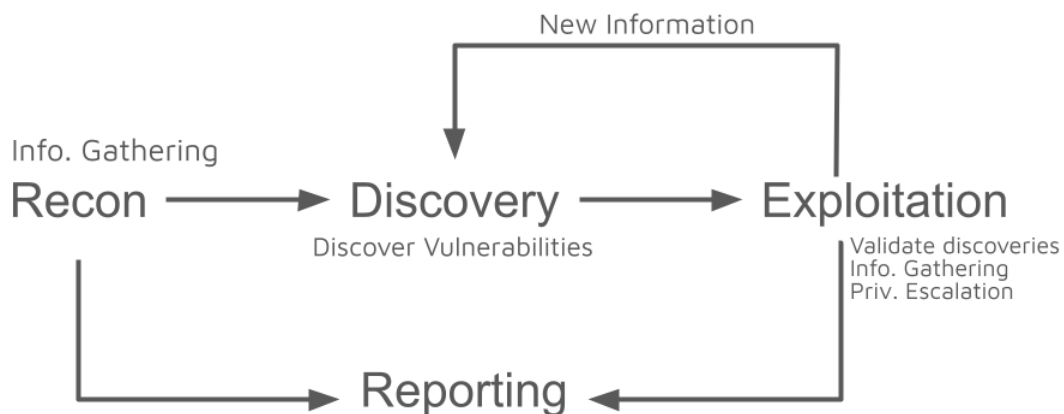 New Information
Info. Gathering
Recon
Discovery
Exploitation
Discover Vulnerabilities
Validate discoveries
Info. Gathering
Priv. Escalation
Reporting